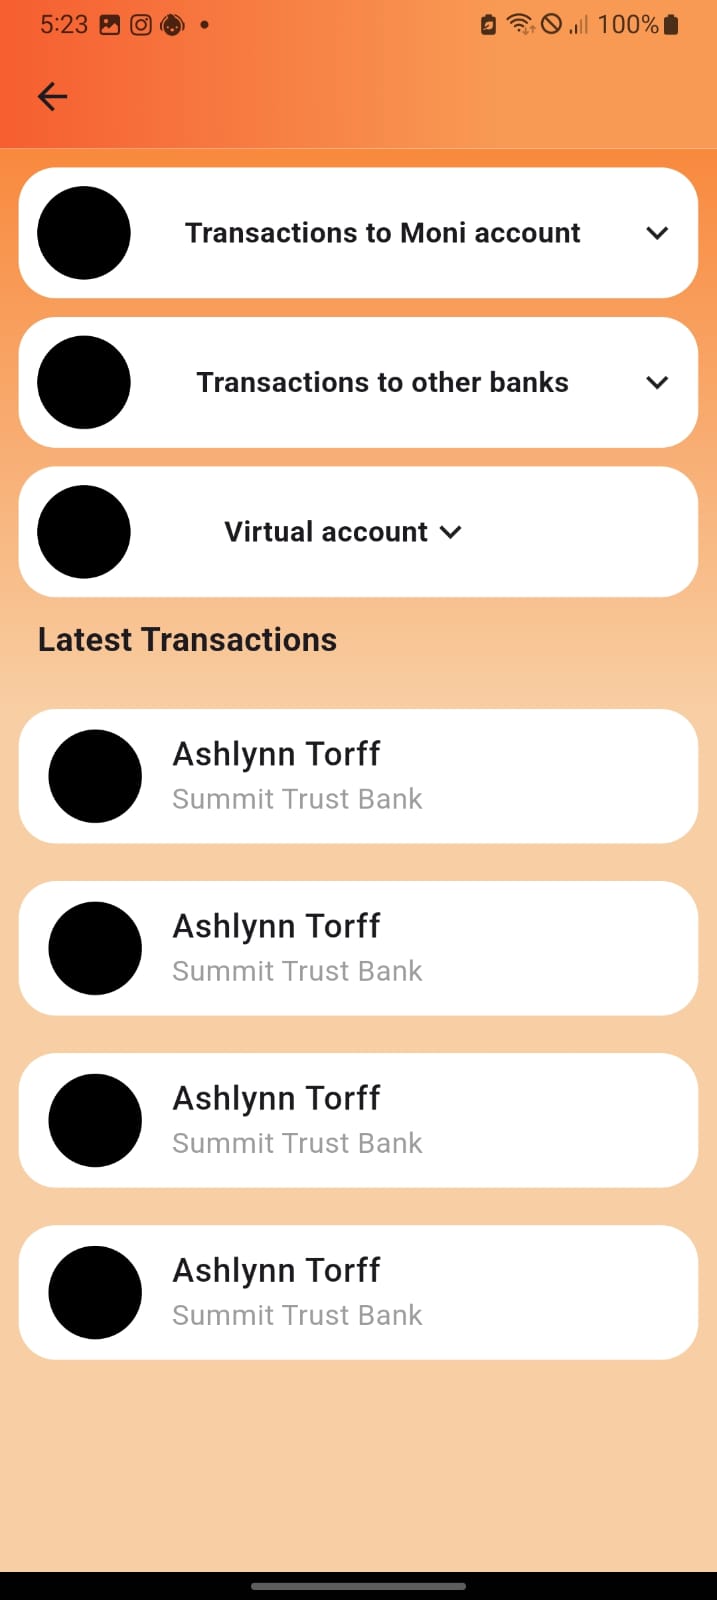 5:23 100%
Transactions to Moni account
Transactions to other banks
Virtual account
Latest Transactions
Ashlynn Torff
Summit Trust Bank
Ashlynn Torff
Summit Trust Bank
Ashlynn Torff
Summit Trust Bank
Ashlynn Torff
Summit Trust Bank